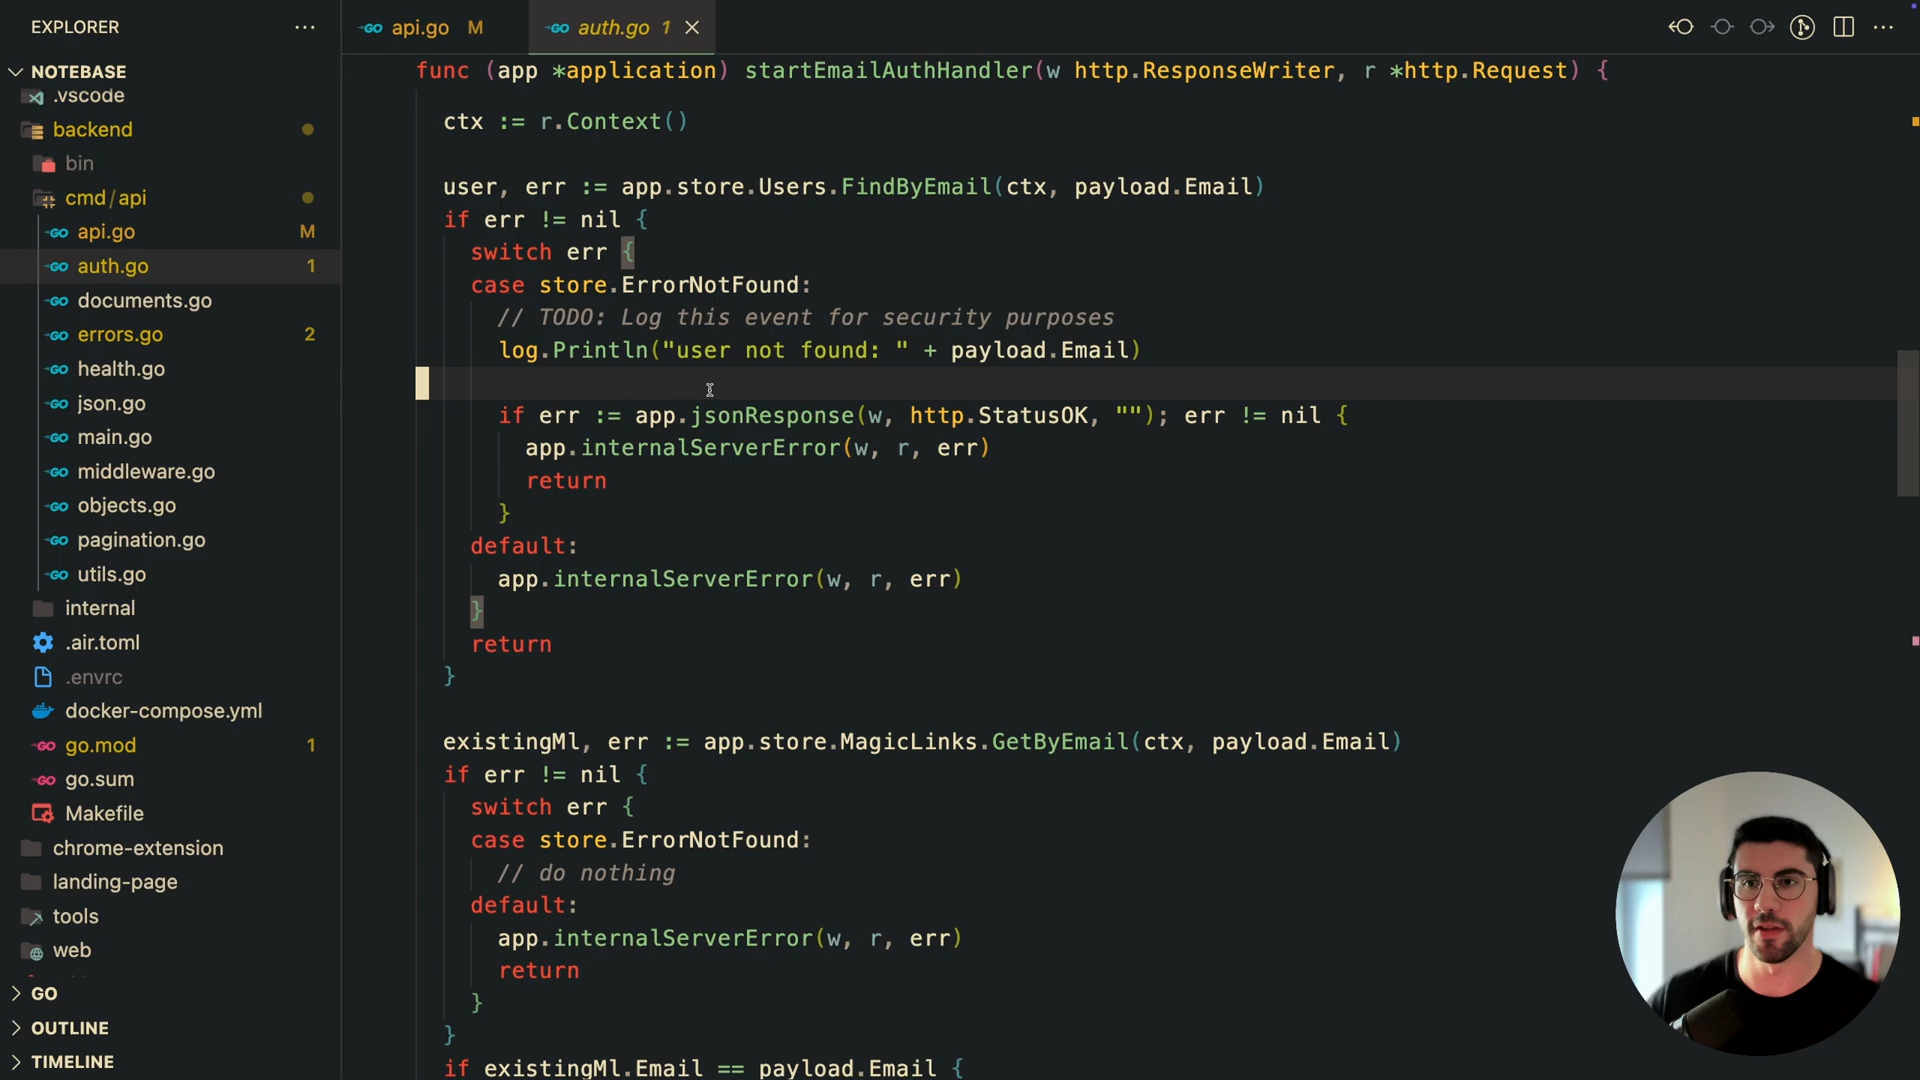 EXPLORER
NOTEBASE
.vscode
backend
bin
cmd/api
api.go M
auth.go 1
documents.go
errors.go 2
health.go
json.go
main.go
middleware.go
objects.go
pagination.go
utils.go
internal
.air.toml
.envrc
docker-compose.yml
go.mod 1
go.sum
Makefile
chrome-extension
landing-page
tools
web
GO
OUTLINE
TIMELINE
api.go M
auth.go 1
func (app *application) startEmailAuthHandler(w http.ResponseWriter, r *http.Request) {
ctx := r.Context()
user, err := app.store.Users.FindByEmail(ctx, payload.Email)
if err != nil {
switch err {
case store.ErrorNotFound:
// TODO: Log this event for security purposes
log.Println("user not found: " + payload.Email)
if err := app.jsonResponse(w, http.StatusOK, ""); err != nil {
app.internalServerError(w, r, err)
return
}
default:
app.internalServerError(w, r, err)
}
return
}
existingMl, err := app.store.MagicLinks.GetByEmail(ctx, payload.Email)
if err != nil {
switch err {
case store.ErrorNotFound:
// do nothing
default:
app.internalServerError(w, r, err)
return
}
}
if existingMl.Email == payload.Email {